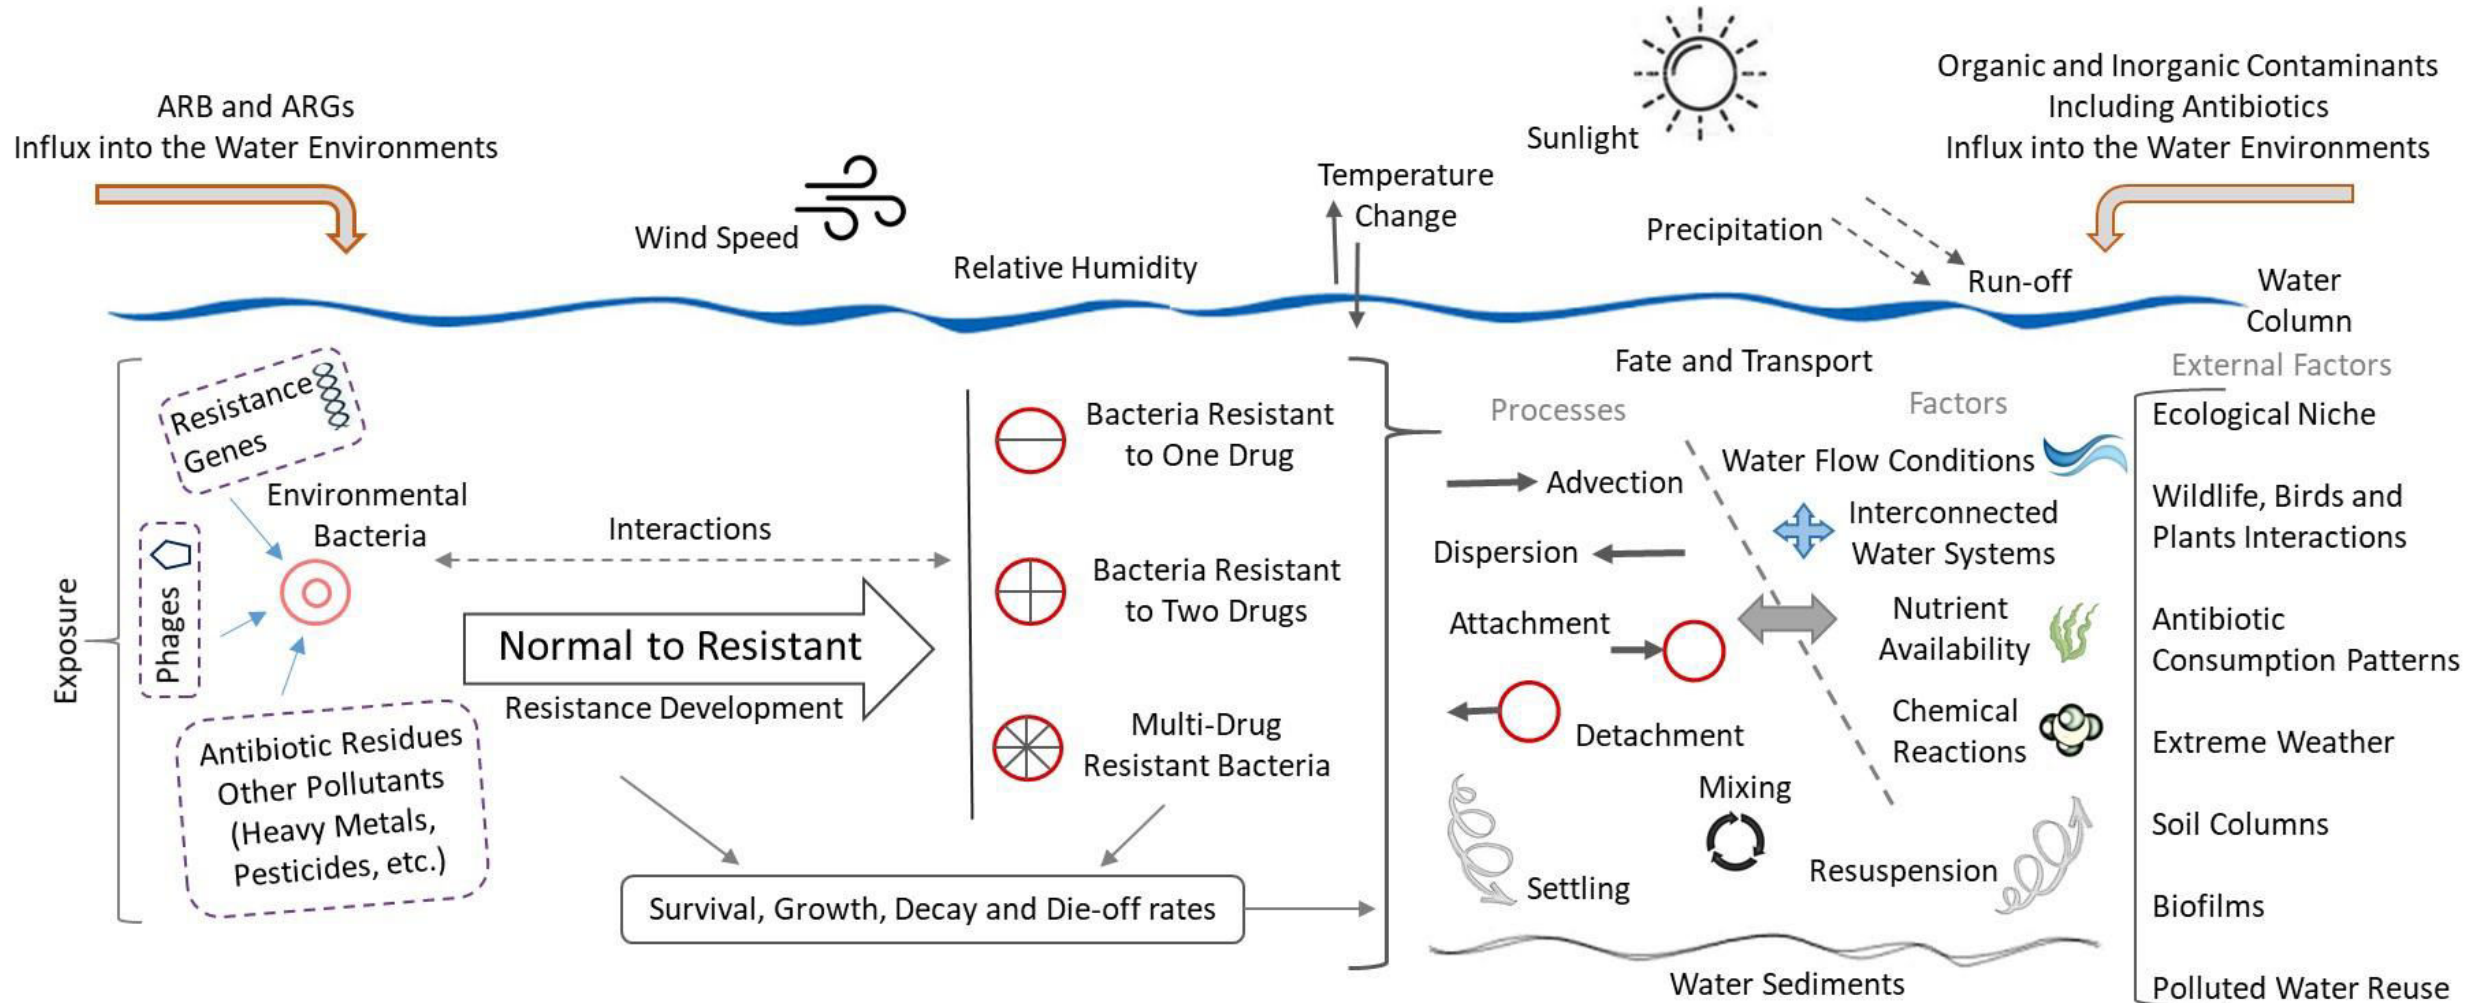 ARB and ARGs
Influx into the Water Environments
Wind Speed
Relative Humidity
Temperature
Change
Sunlight
Precipitation
Run-off
Organic and Inorganic Contaminants
Including Antibiotics
Influx into the Water Environments
Water
Column
Exposure
Resistance
Genes
Phages
Environmental
Bacteria
Antibiotic Residues
Other Pollutants
(Heavy Metals,
Pesticides, etc.)
Interactions
Normal to Resistant
Resistance Development
Bacteria Resistant
to One Drug
Bacteria Resistant
to Two Drugs
Multi-Drug
Resistant Bacteria
Survival, Growth, Decay and Die-off rates
Fate and Transport
Processes
Advection
Dispersion
Attachment
Detachment
Mixing
Settling
Resuspension
Factors
Water Flow Conditions
Interconnected
Water Systems
Nutrient
Availability
Chemical
Reactions
Water Sediments
External Factors
Ecological Niche
Wildlife, Birds and
Plants Interactions
Antibiotic
Consumption Patterns
Extreme Weather
Soil Columns
Biofilms
Polluted Water Reuse